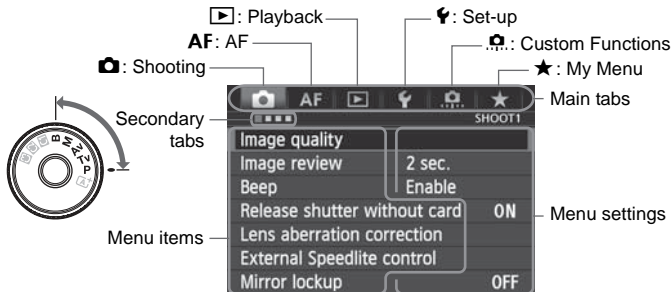 : Playback
: Set-up
AF: AF
: Custom Functions
: Shooting
: My Menu
AF
Main tabs
Secondary tabs
SHOOT1
Image quality
Image review 2 sec.
Beep Enable
Release shutter without card ON
Menu settings
Menu items
Lens aberration correction
External Speedlite control
Mirror lockup OFF
B
M
Av
Tv
P
A+